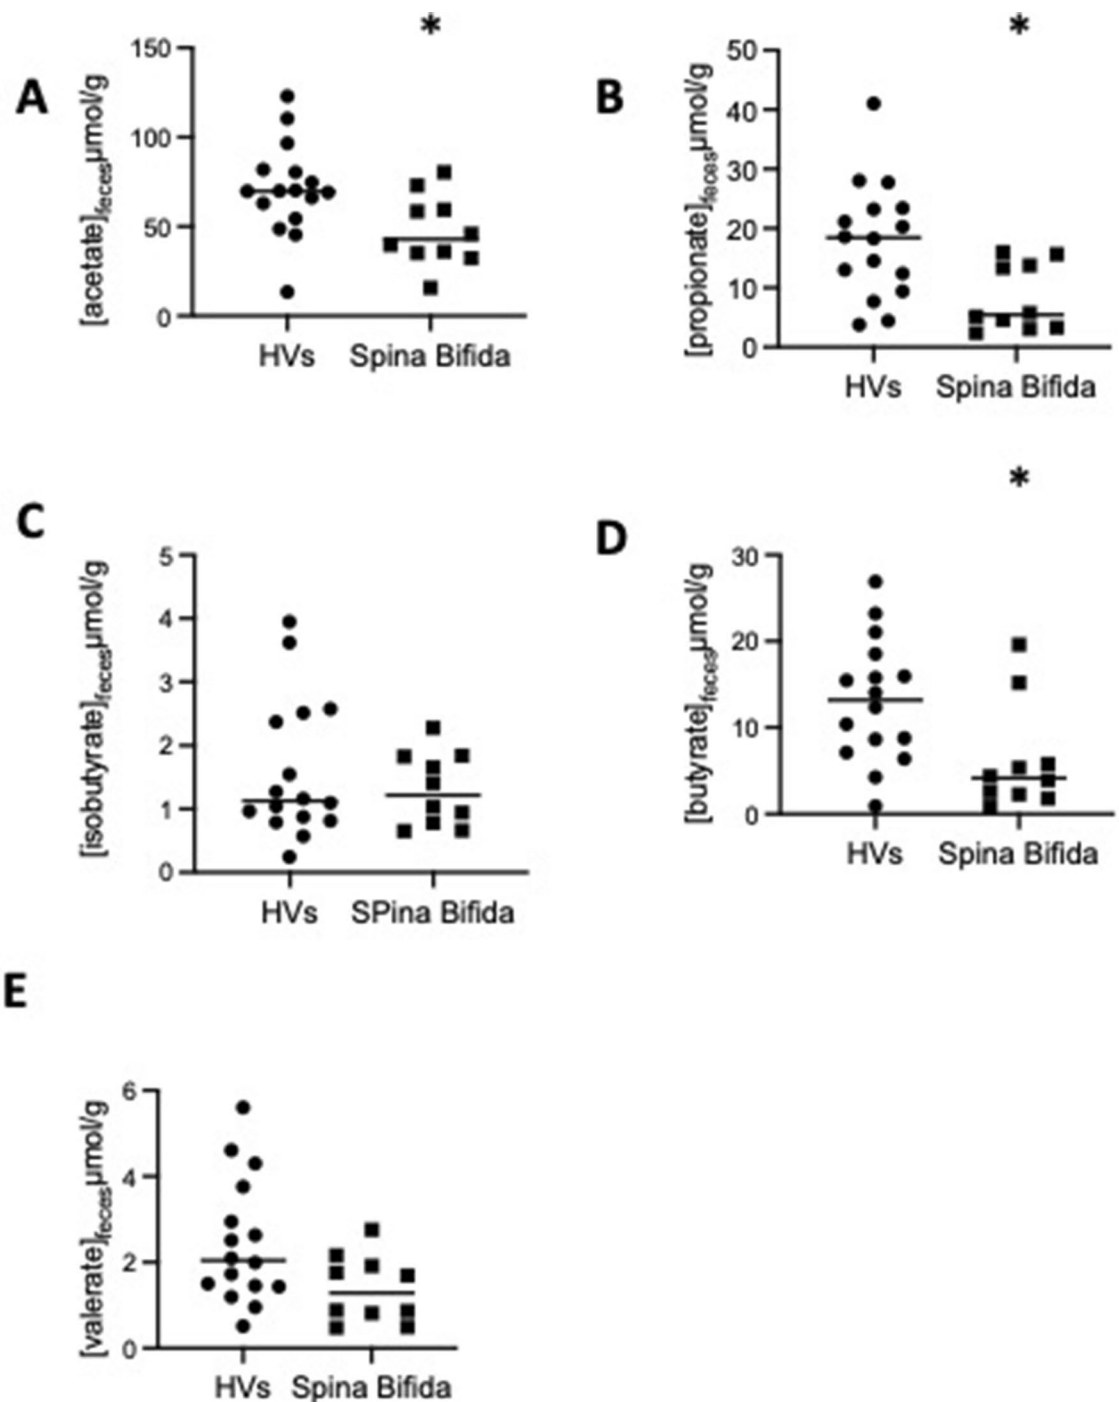 A
[acetate]feces µmol/g
150
100
50
0
*
HVs
Spina Bifida
B
[propionate]feces µmol/g
50
40
30
20
10
0
*
HVs
Spina Bifida
C
[isobutyrate]feces µmol/g
5
4
3
2
1
0
HVs
SPina Bifida
D
[butyrate]feces µmol/g
30
20
10
0
*
HVs
Spina Bifida
E
[valerate]feces µmol/g
6
4
2
0
HVs
Spina Bifida